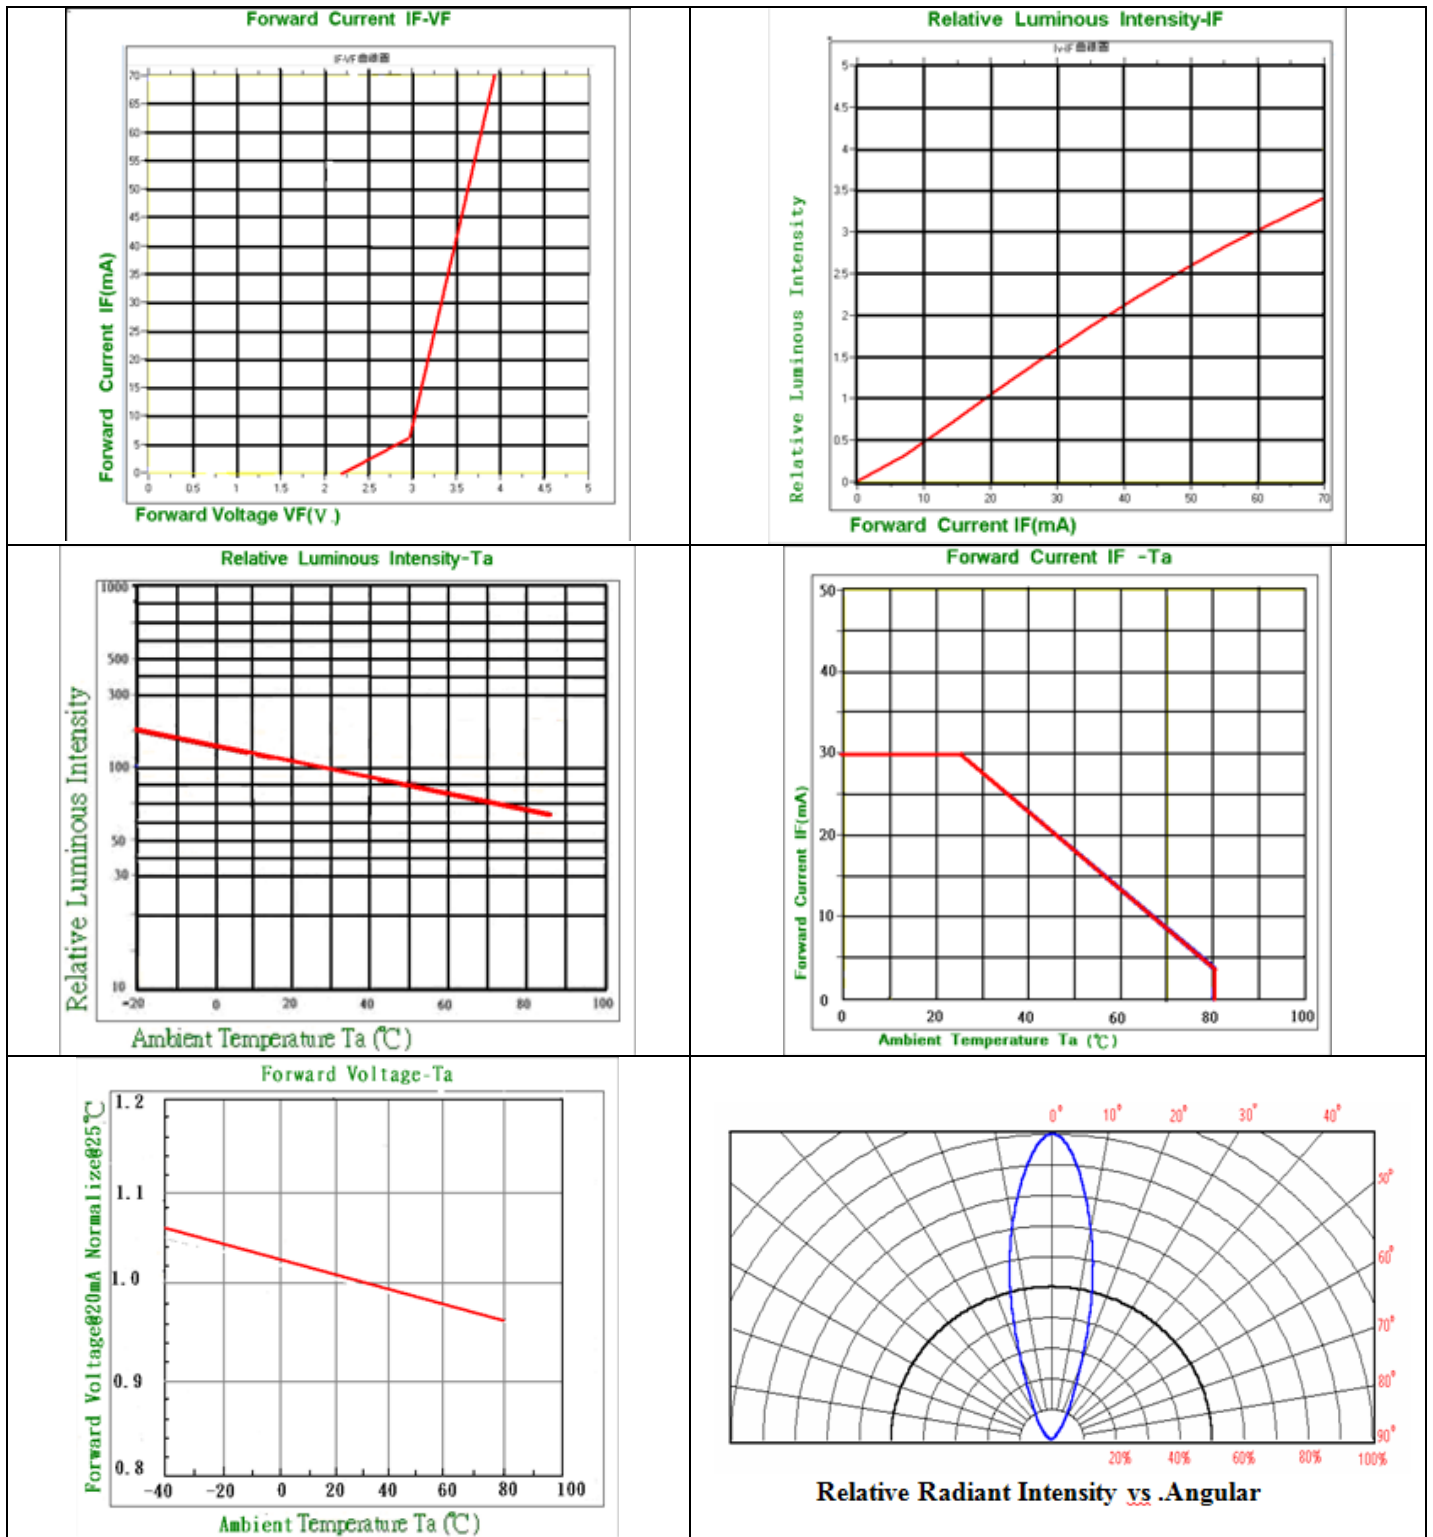 Forward Current IF-VF
IF-VF曲線圖
70
65
60
55
50
45
40
35
30
25
20
15
10
5
0
0 0.5 1 1.5 2 2.5 3 3.5 4 4.5 5
Forward Current IF(mA)
Forward Voltage VF(V.)
Relative Luminous Intensity-IF
Iv-IF曲線圖
5
4.5
4
3.5
3
2.5
2
1.5
1
0.5
0
0 10 20 30 40 50 60 70
Relative Luminous Intensity
Forward Current IF(mA)
Relative Luminous Intensity-Ta
1000
500
300
100
50
30
10
-20 0 20 40 60 80 100
Relative Luminous Intensity
Ambient Temperature Ta (℃)
Forward Current IF -Ta
50
40
30
20
10
0
0 20 40 60 80 100
Forward Current IF(mA)
Ambient Temperature Ta (℃)
Forward Voltage-Ta
1.2
1.1
1.0
0.9
0.8
-40 -20 0 20 40 60 80 100
Forward Voltage@20mA Normalize@25℃
Ambient Temperature Ta (℃)
0° 10° 20° 30° 40°
50°
60°
70°
80°
90°
20% 40% 60% 80% 100%
Relative Radiant Intensity vs .Angular